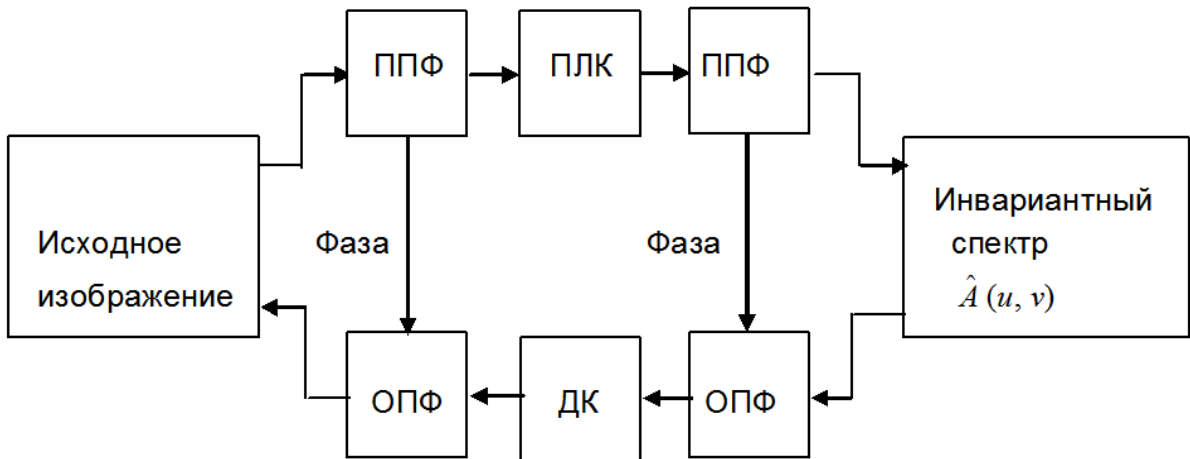 ППФ
ПЛК
ППФ
Исходное
изображение
Фаза
Фаза
Инвариантный
спектр
Â (u, v)
ОПФ
ДК
ОПФ